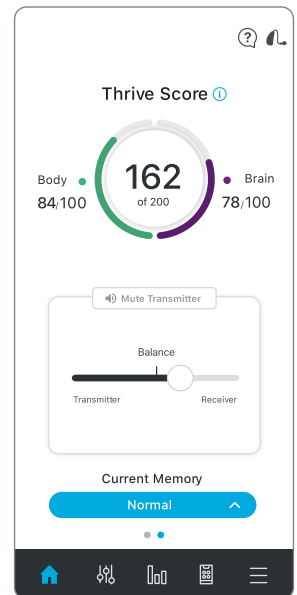 ?
Thrive Score i
Body
84/100
162
of 200
Brain
78/100
Mute Transmitter
Balance
Transmitter Receiver
Current Memory
Normal